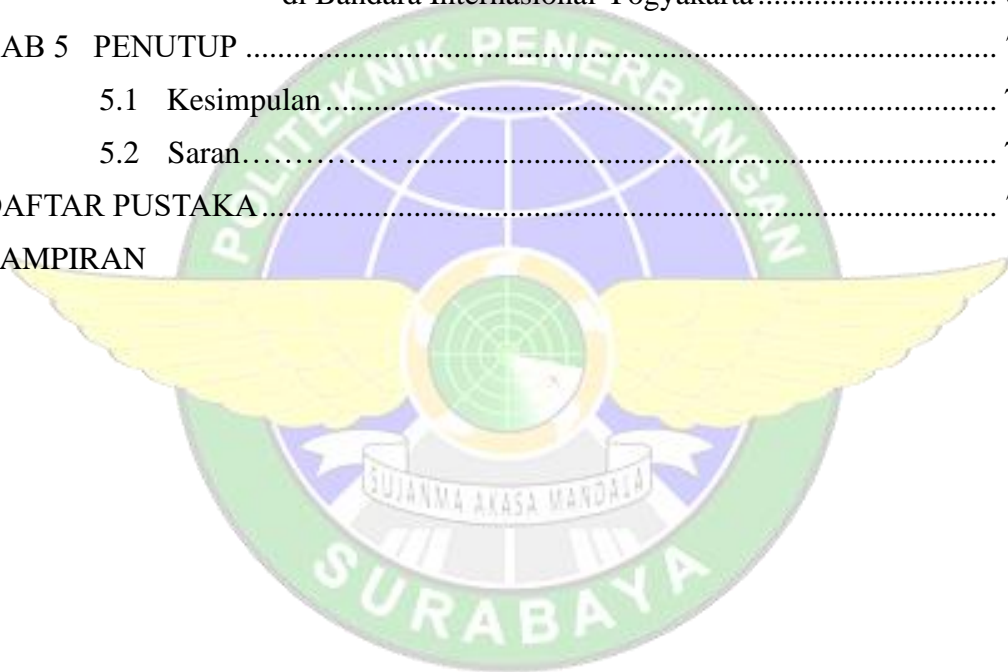 di Bandara Internasional Yogyakarta..............................
AB 5 PENUTUP ....................................................................................................
5.1 Kesimpulan.........................................................................................
5.2 Saran…………… .............................................................................
AFTAR PUSTAKA..................................................................................................
AMPIRAN
POLITEKNIK PENERBANGAN
SUJANMA AKASA MANDALA
SURABAYA